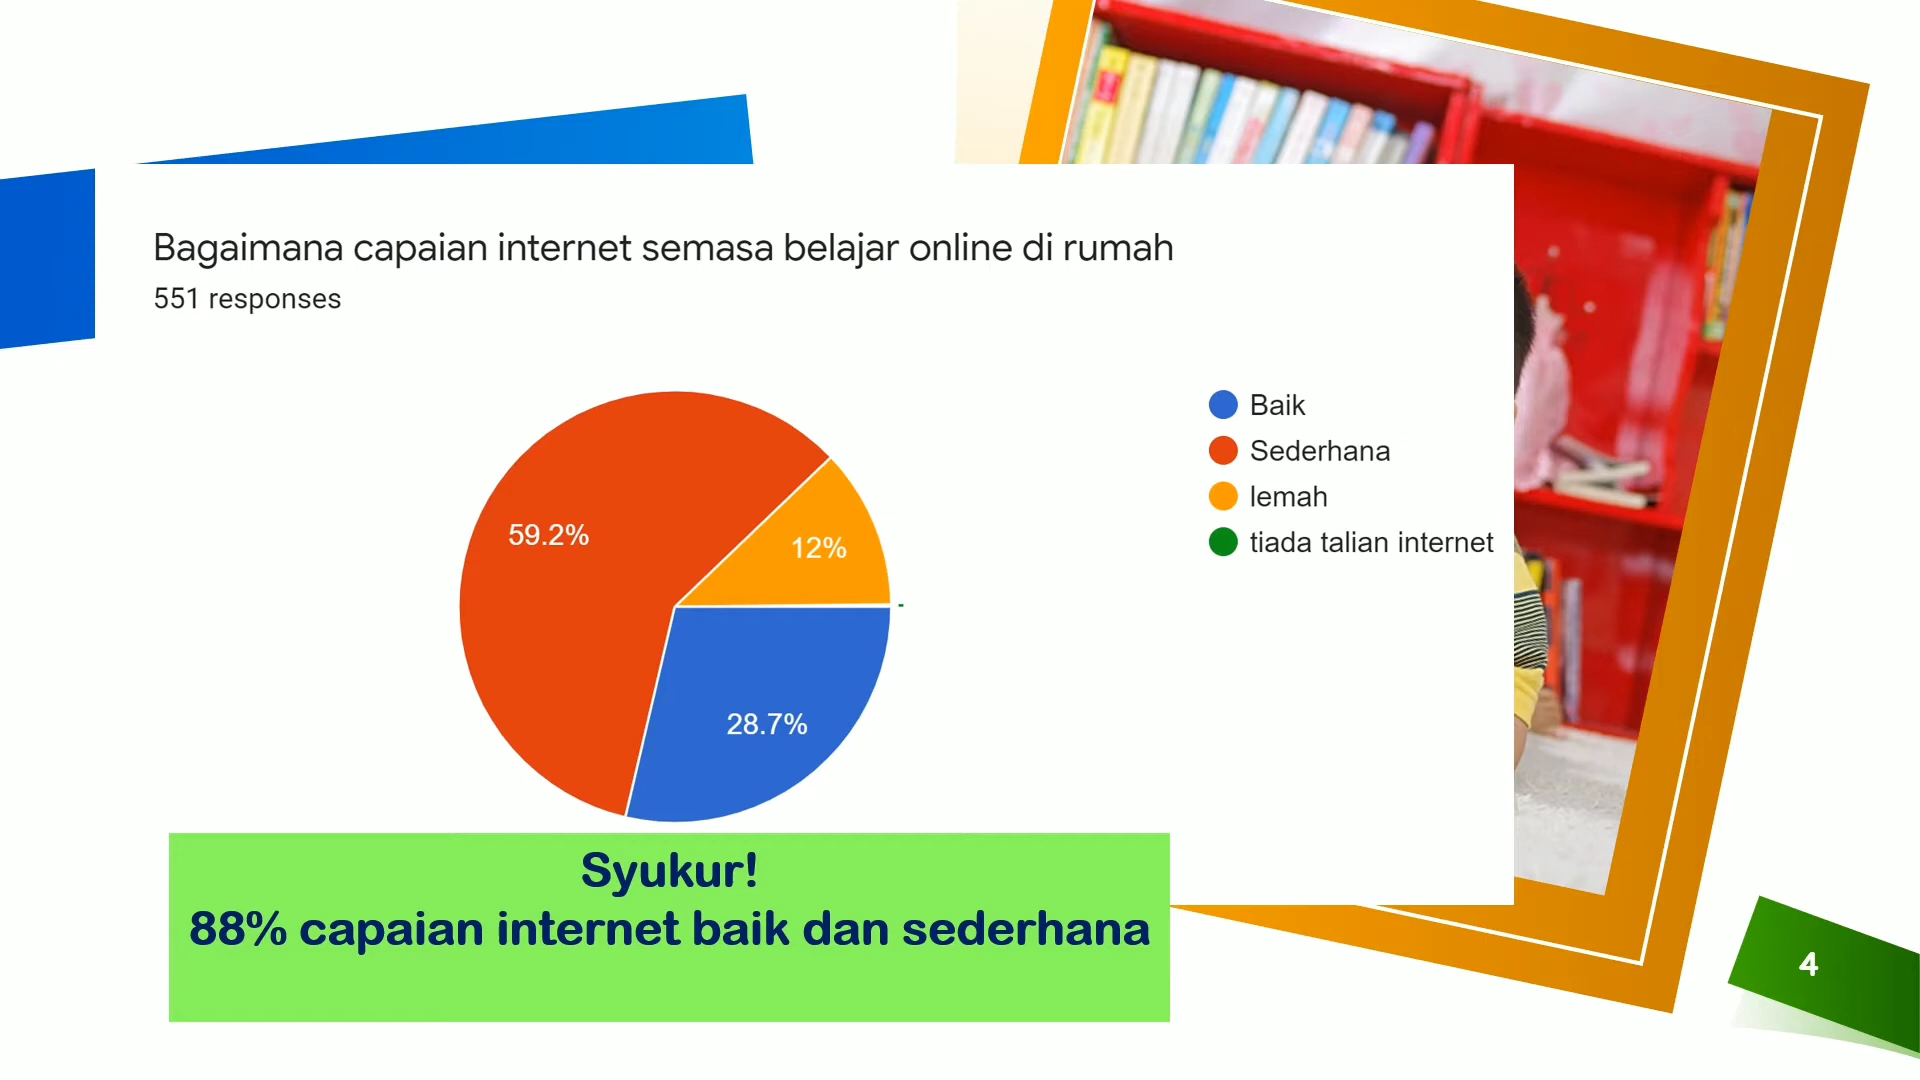 Bagaimana capaian internet semasa belajar online di rumah
551 responses
Baik
Sederhana
lemah
tiada talian internet
59.2%
12%
28.7%
Syukur!
88% capaian internet baik dan sederhana
4